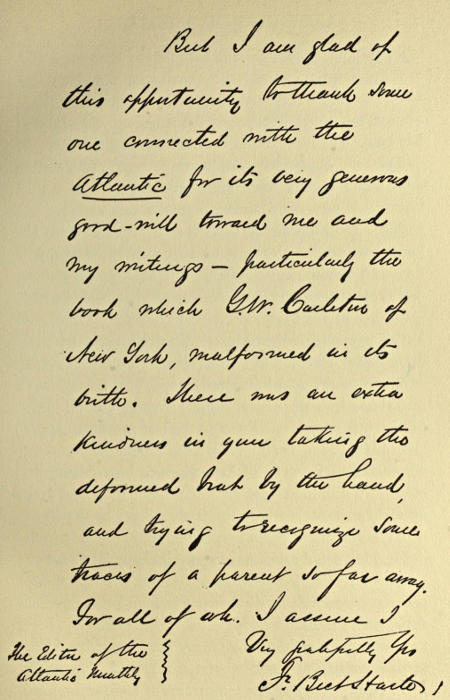 But I am glad of
this opportunity to thank some
one connected with the
Atlantic for its very generous
good-will toward me and
my writings — particularly the
book which G.W. Carleton of
New York, malformed in its
birth. There was an extra
kindness in your taking the
deformed brat by the hand,
and trying to recognize some
traces of a parent so far away.
For all of wh. I assure I
Very gratefully Yrs
Fr. Bret Harte
The Editor of the
Atlantic Monthly